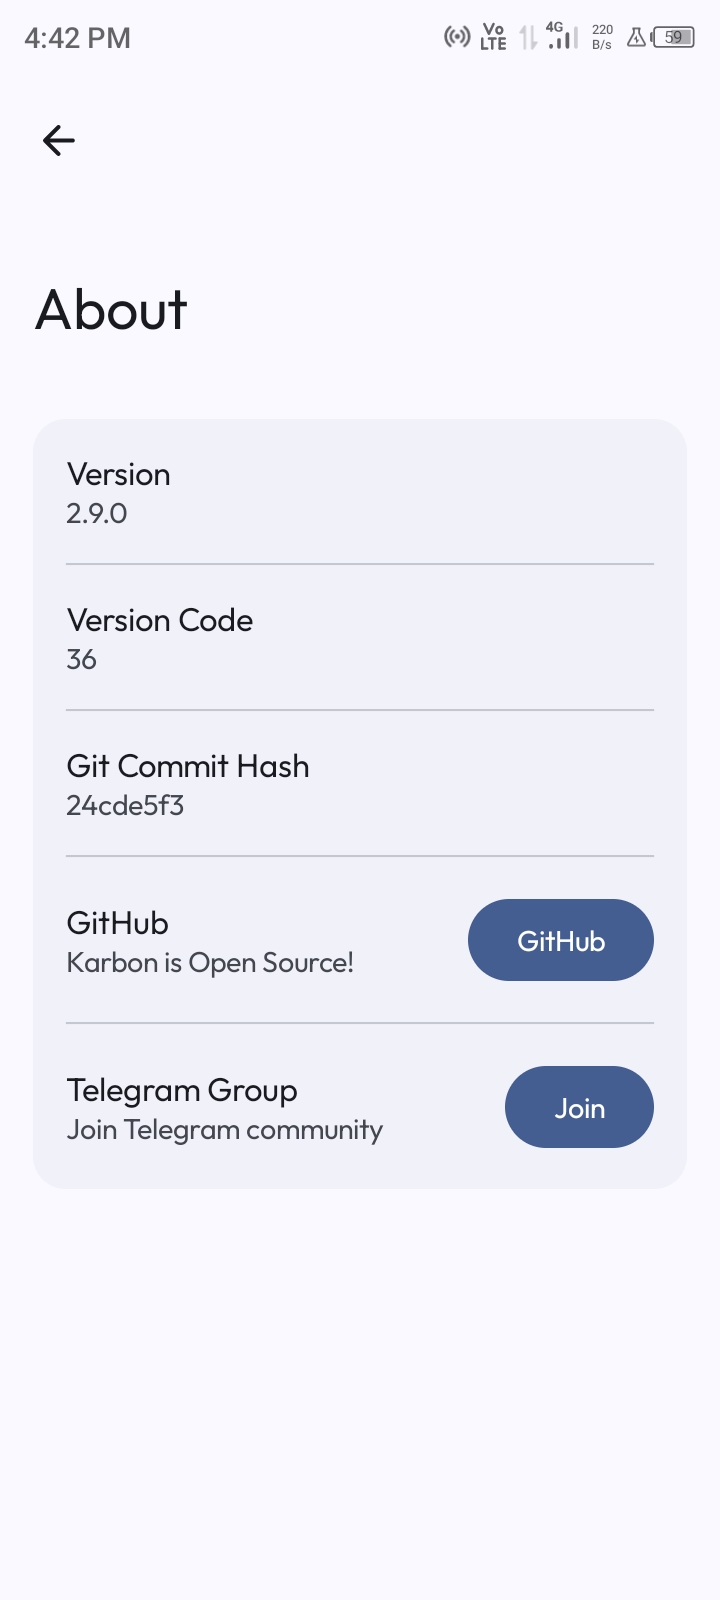 4:42 PM
Vo LTE
4G
220 B/s
59
About
Version
2.9.0
Version Code
36
Git Commit Hash
24cde5f3
GitHub
Karbon is Open Source!
GitHub
Telegram Group
Join Telegram community
Join